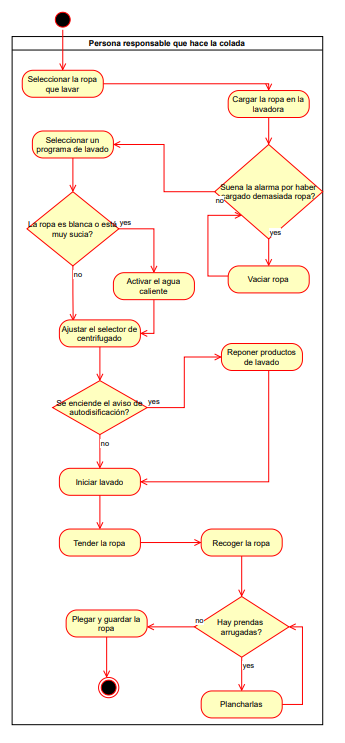 Persona responsable que hace la colada
Seleccionar la ropa
que lavar
Cargar la ropa en la
lavadora
Seleccionar un
programa de lavado
Suena la alarma por haber
cargado demasiada ropa?
no
yes
La ropa es blanca o está
muy sucia?
yes
no
Vaciar ropa
Activar el agua
caliente
Ajustar el selector de
centrifugado
Reponer productos
de lavado
Se enciende el aviso de
autodisificación?
yes
no
Iniciar lavado
Tender la ropa
Recoger la ropa
Plegar y guardar la
ropa
no
Hay prendas
arrugadas?
yes
Plancharlas